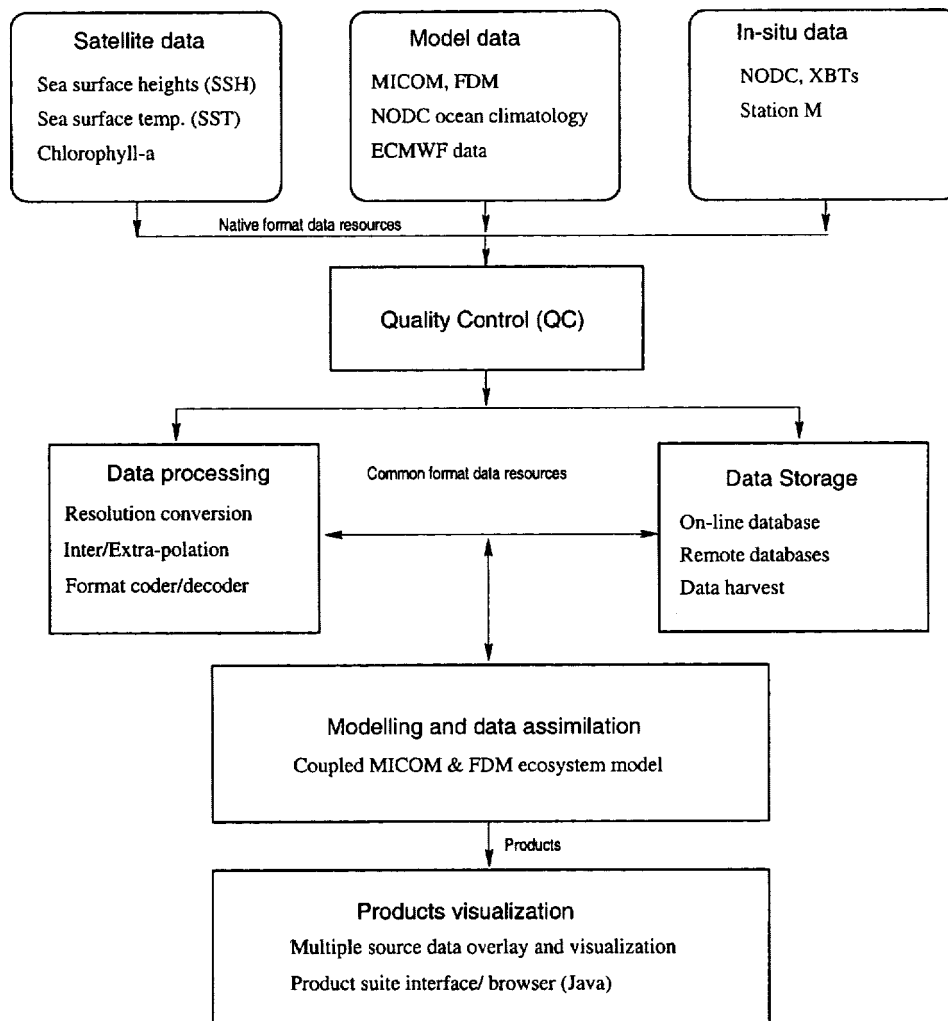 Satellite data
Sea surface heights (SSH)
Sea surface temp. (SST)
Chlorophyll-a
Model data
MICOM, FDM
NODC ocean climatology
ECMWF data
In-situ data
NODC, XBTs
Station M
Native format data resources
Quality Control (QC)
Data processing
Resolution conversion
Inter/Extra-polation
Format coder/decoder
Common format data resources
Data Storage
On-line database
Remote databases
Data harvest
Modelling and data assimilation
Coupled MICOM & FDM ecosystem model
Products
Products visualization
Multiple source data overlay and visualization
Product suite interface/ browser (Java)